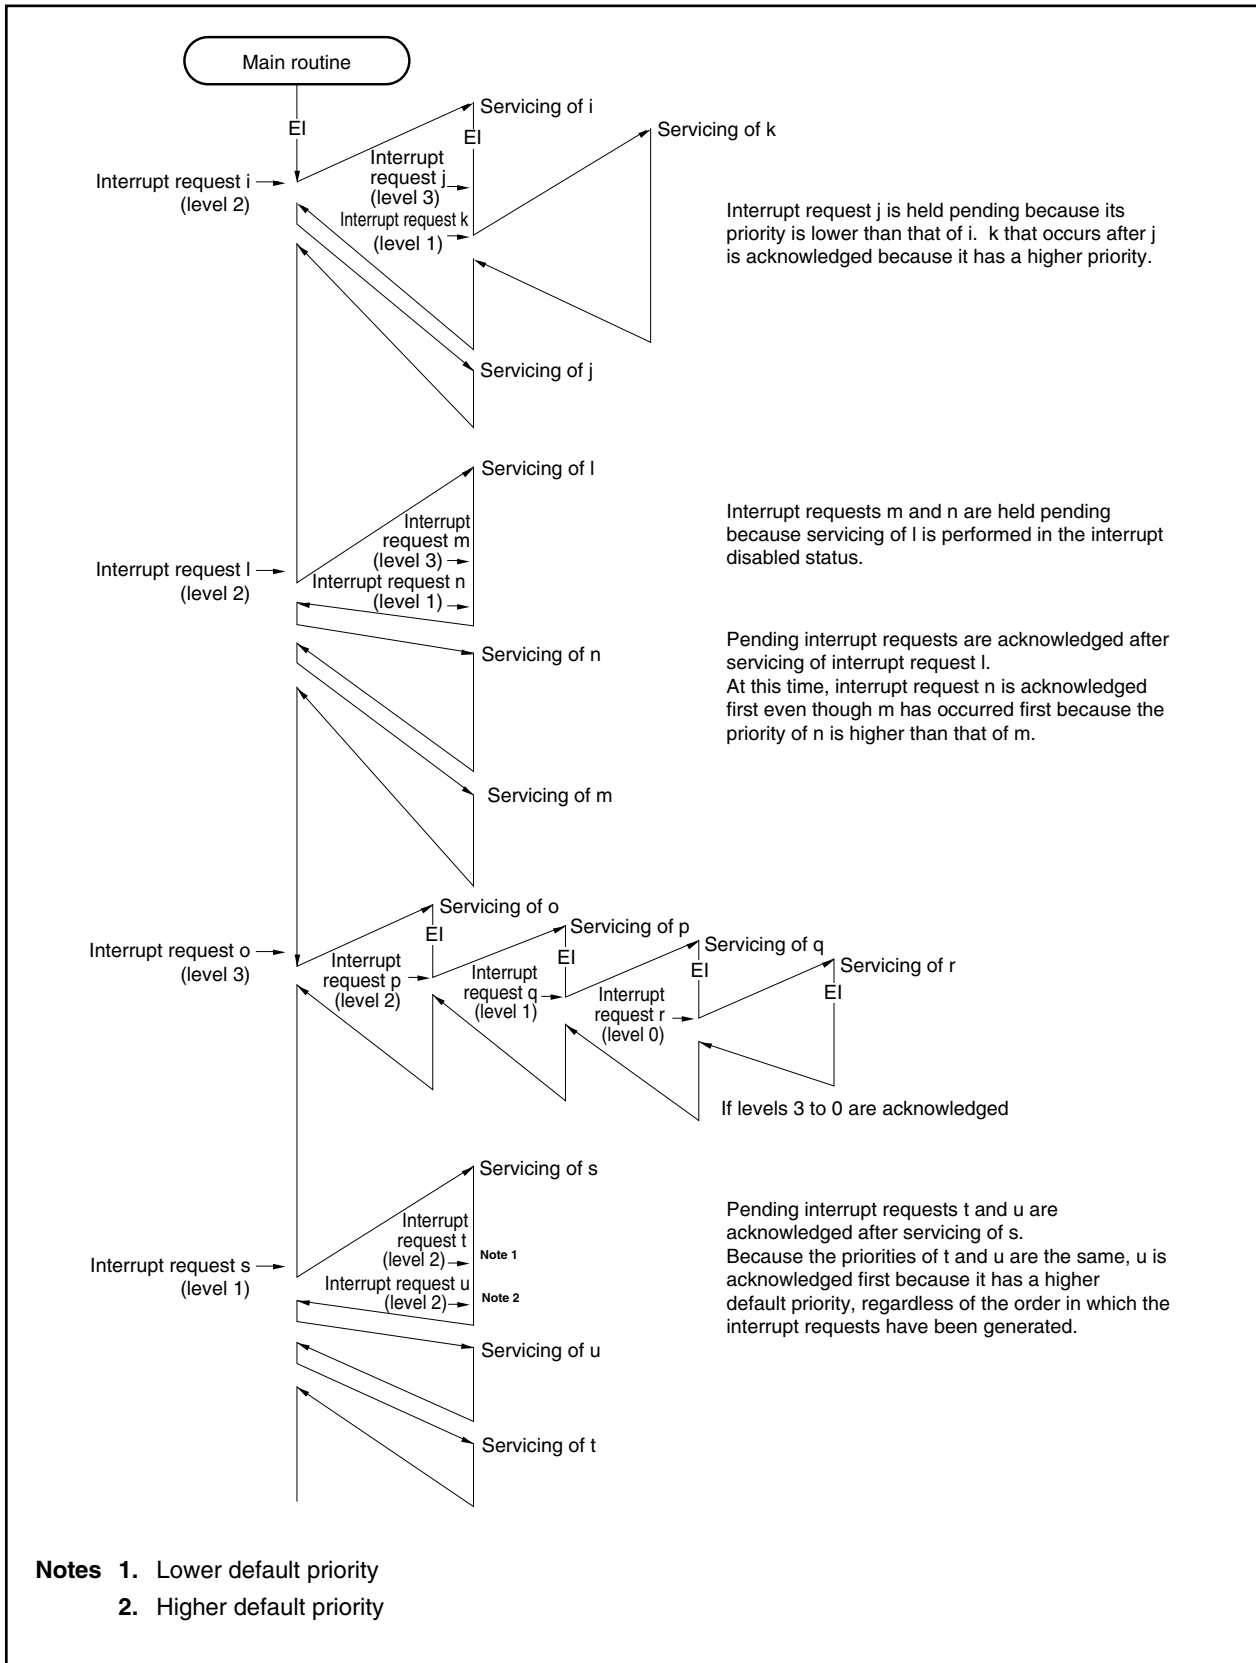 Main routine
EI
Servicing of i
EI
Servicing of k
Interrupt request i
(level 2)
Interrupt
request j
(level 3)
Interrupt request k
(level 1)
Interrupt request j is held pending because its
priority is lower than that of i.  k that occurs after j
is acknowledged because it has a higher priority.
Servicing of j
Servicing of l
Interrupt request l
(level 2)
Interrupt
request m
(level 3)
Interrupt request n
(level 1)
Interrupt requests m and n are held pending
because servicing of l is performed in the interrupt
disabled status.
Servicing of n
Pending interrupt requests are acknowledged after
servicing of interrupt request l.
At this time, interrupt request n is acknowledged
first even though m has occurred first because the
priority of n is higher than that of m.
Servicing of m
Interrupt request o
(level 3)
Servicing of o
EI
Interrupt
request p
(level 2)
Servicing of p
EI
Interrupt
request q
(level 1)
Servicing of q
EI
Interrupt
request r
(level 0)
Servicing of r
EI
If levels 3 to 0 are acknowledged
Servicing of s
Interrupt request s
(level 1)
Interrupt
request t
(level 2)
Note 1
Interrupt request u
(level 2)
Note 2
Pending interrupt requests t and u are
acknowledged after servicing of s.
Because the priorities of t and u are the same, u is
acknowledged first because it has a higher
default priority, regardless of the order in which the
interrupt requests have been generated.
Servicing of u
Servicing of t
Notes 1. Lower default priority
2. Higher default priority